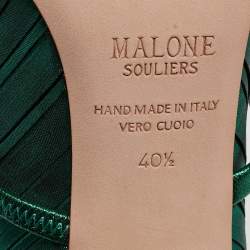 MALONE
SOULIERS
HAND MADE IN ITALY
VERO CUOIO
40½